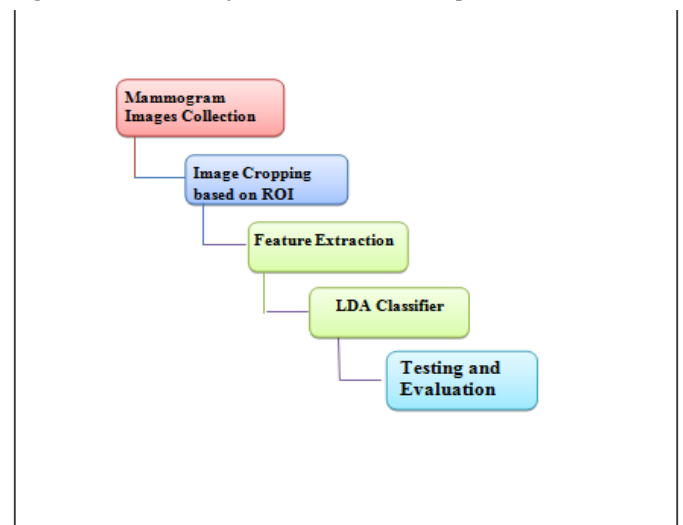 Mammogram
Images Collection
Image Cropping
based on ROI
Feature Extraction
LDA Classifier
Testing and
Evaluation